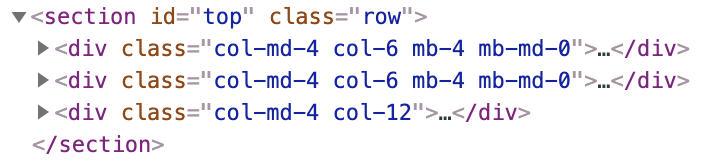 ▼<section id="top" class="row">
▶<div class="col-md-4 col-6 mb-4 mb-md-0">…</div>
▶<div class="col-md-4 col-6 mb-4 mb-md-0">…</div>
▶<div class="col-md-4 col-12">…</div>
</section>